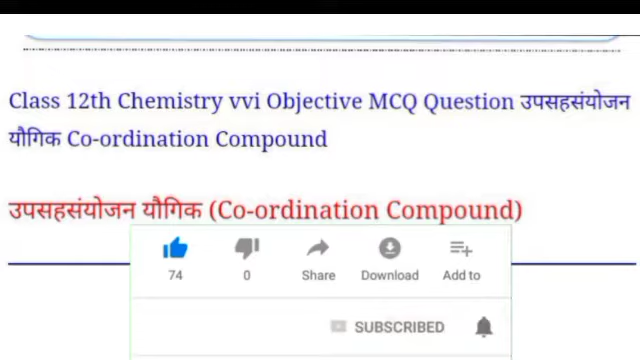 Class 12th Chemistry vvi Objective MCQ Question उपसहसंयोजन
यौगिक Co-ordination Compound
उपसहसंयोजन यौगिक (Co-ordination Compound)
74 0 Share Download Add to
SUBSCRIBED